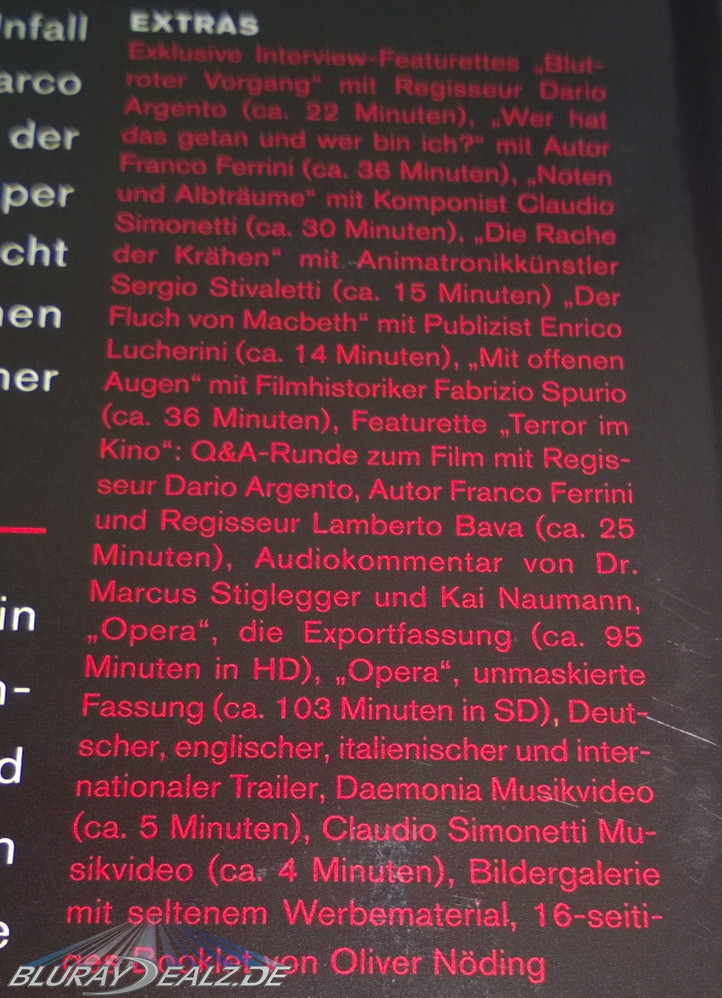 nfall
arco
der
per
cht
nen
ner
in
n-
d
n
e
EXTRAS
Exklusive Interview-Featurettes „Blut-
roter Vorgang“ mit Regisseur Dario
Argento (ca. 22 Minuten), „Wer hat
das getan und wer bin ich?“ mit Autor
Franco Ferrini (ca. 36 Minuten), „Noten
und Albträume“ mit Komponist Claudio
Simonetti (ca. 30 Minuten), „Die Rache
der Krähen“ mit Animatronikkünstler
Sergio Stivaletti (ca. 15 Minuten) „Der
Fluch von Macbeth“ mit Publizist Enrico
Lucherini (ca. 14 Minuten), „Mit offenen
Augen“ mit Filmhistoriker Fabrizio Spurio
(ca. 36 Minuten), Featurette „Terror im
Kino“: Q&A-Runde zum Film mit Regis-
seur Dario Argento, Autor Franco Ferrini
und Regisseur Lamberto Bava (ca. 25
Minuten), Audiokommentar von Dr.
Marcus Stiglegger und Kai Naumann,
„Opera“, die Exportfassung (ca. 95
Minuten in HD), „Opera“, unmaskierte
Fassung (ca. 103 Minuten in SD), Deut-
scher, englischer, italienischer und inter-
nationaler Trailer, Daemonia Musikvideo
(ca. 5 Minuten), Claudio Simonetti Mu-
sikvideo (ca. 4 Minuten), Bildergalerie
mit seltenem Werbematerial, 16-seiti-
ges Booklet von Oliver Nöding
BLURAYDEALZ.DE